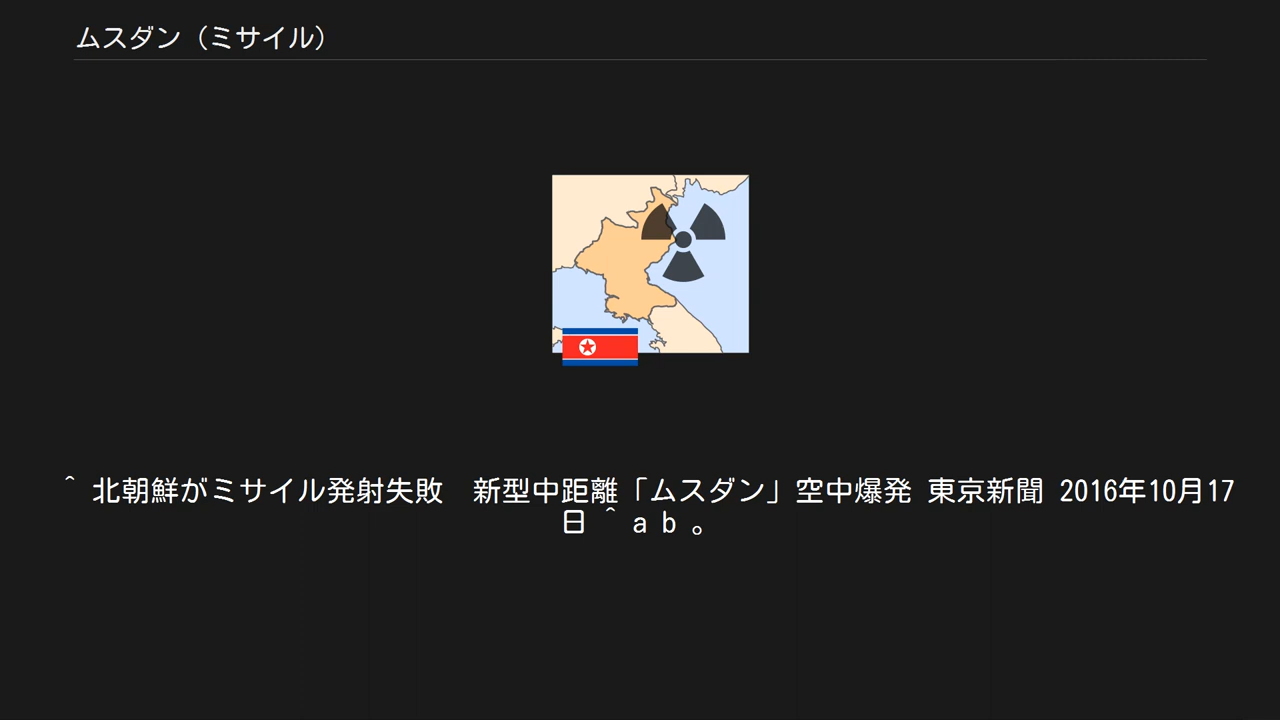 ムスダン（ミサイル）
^ 北朝鮮がミサイル発射失敗　新型中距離「ムスダン」空中爆発 東京新聞 2016年10月17
日 ^ a b 。